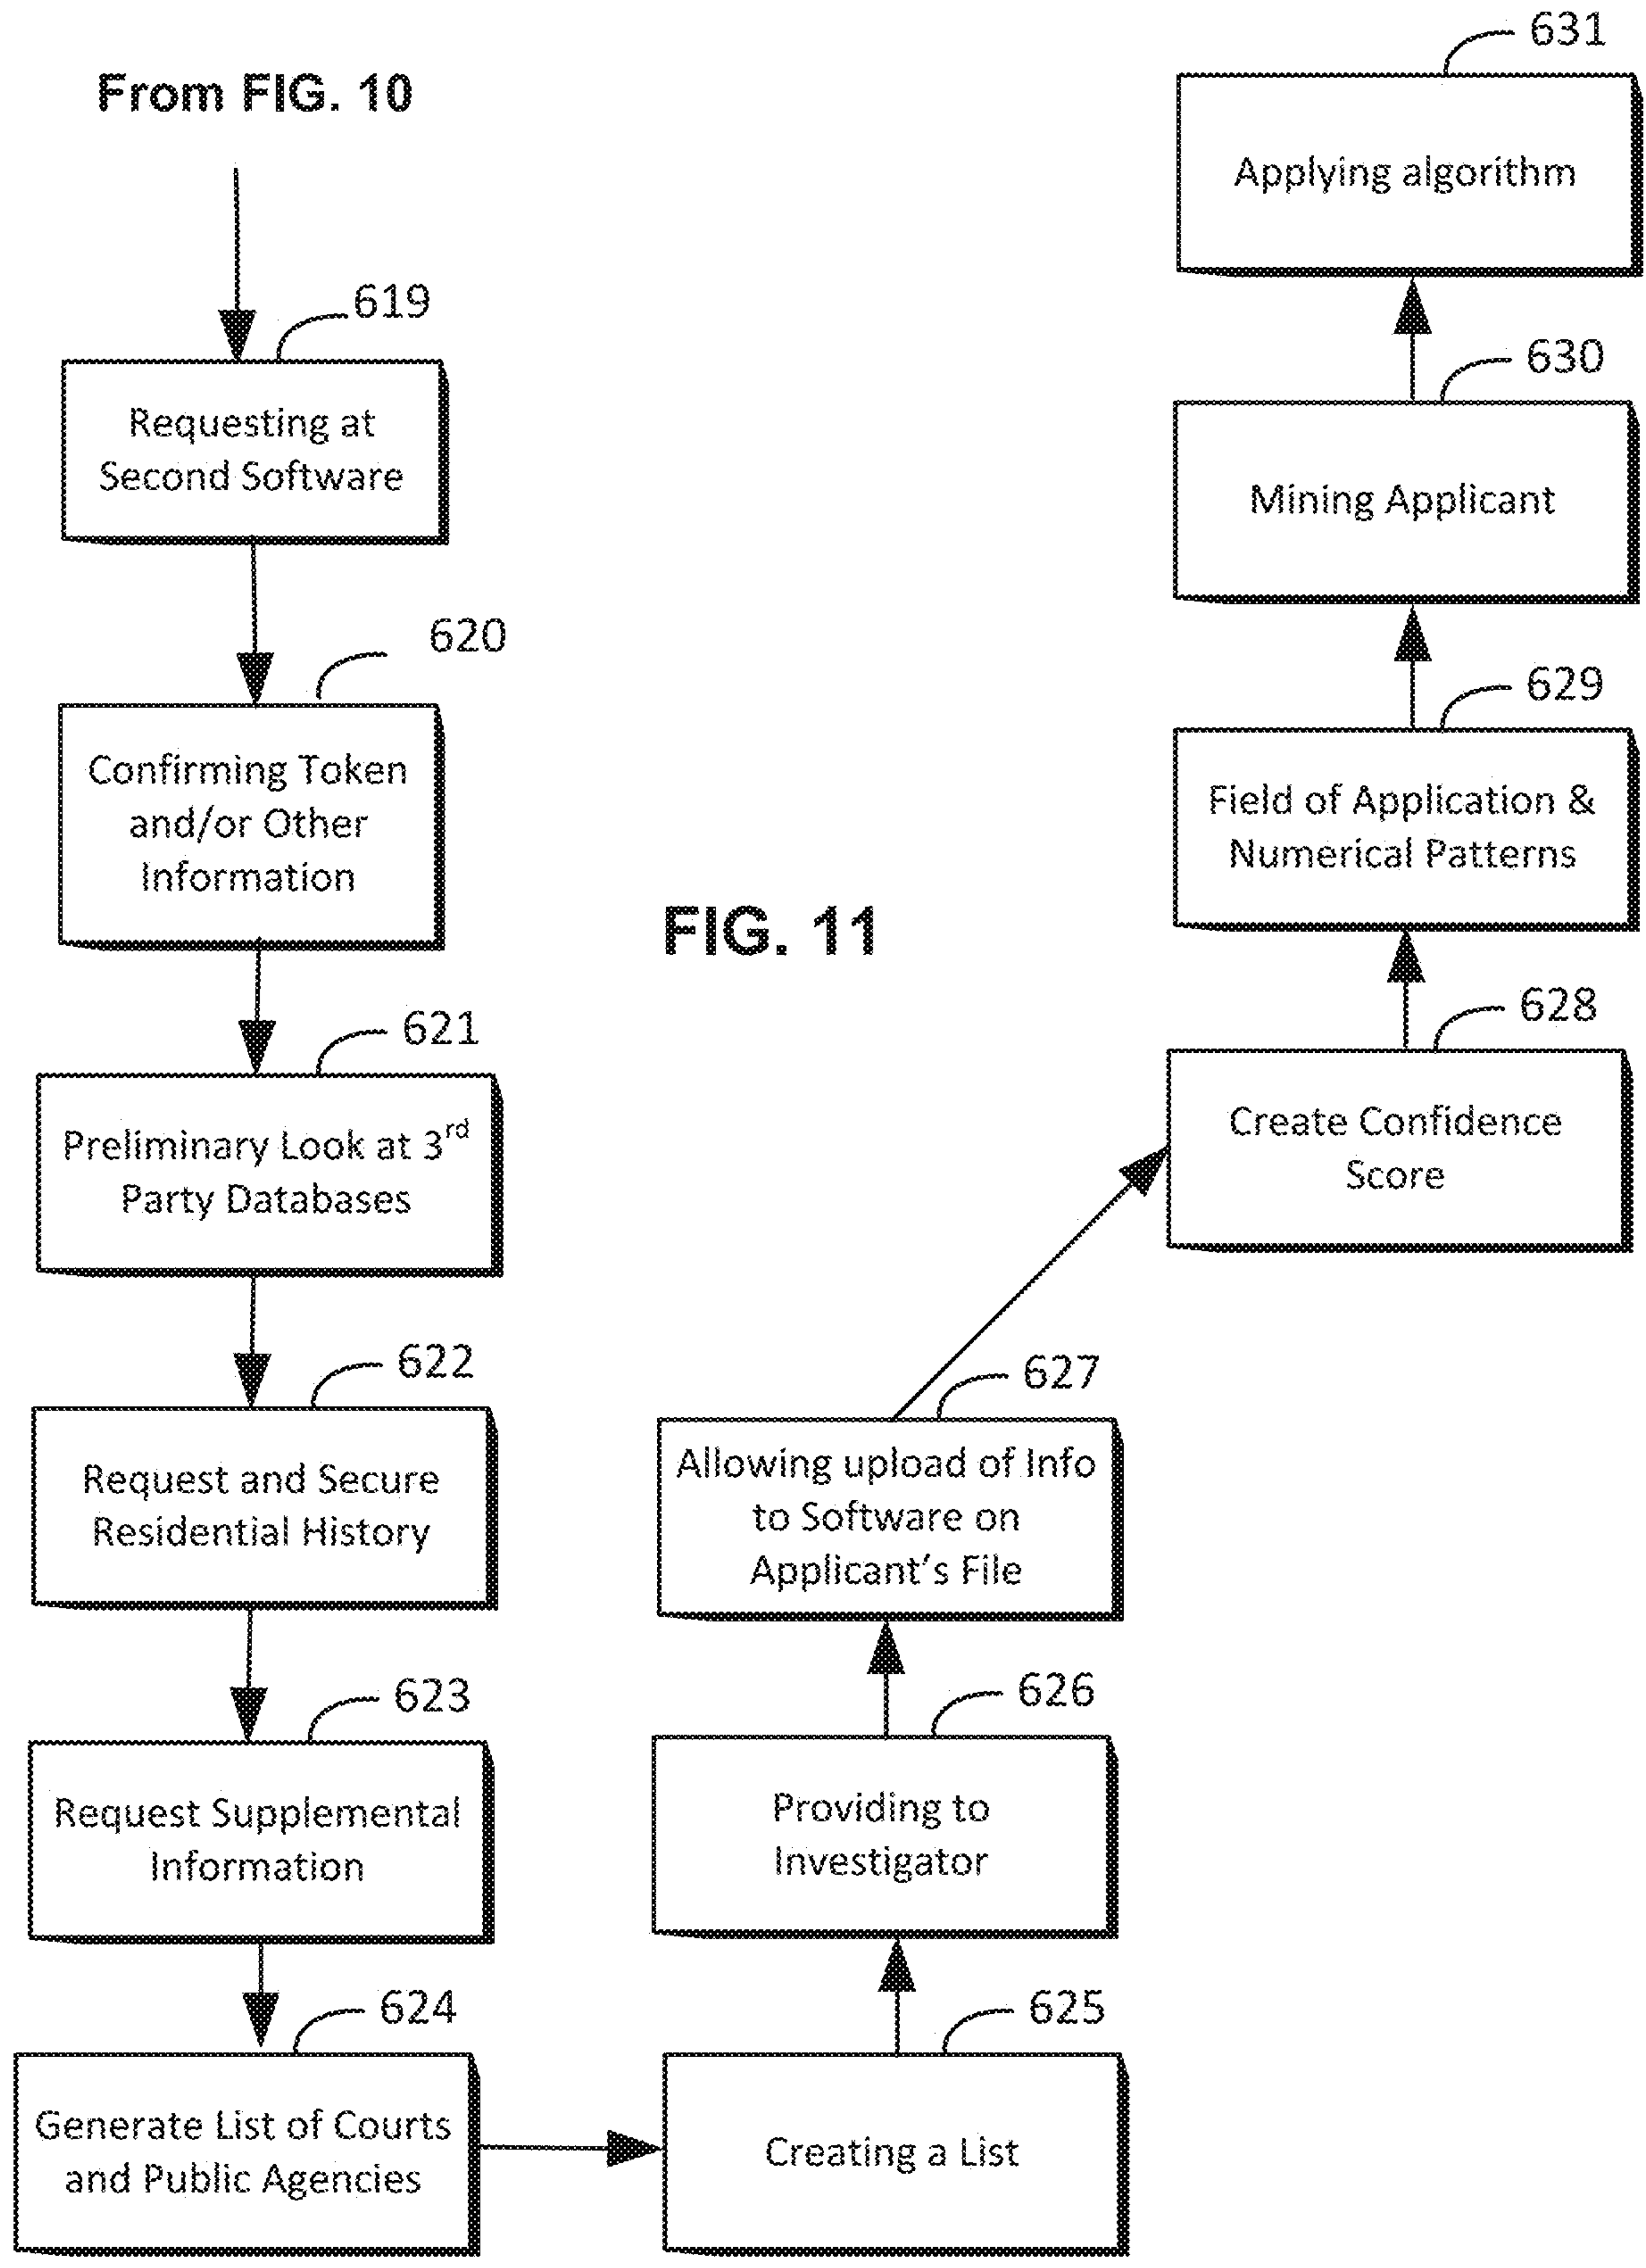 From FIG. 10
619
Requesting at
Second Software
620
Confirming Token
and/or Other
Information
621
Preliminary Look at 3rd
Party Databases
622
Request and Secure
Residential History
623
Request Supplemental
Information
624
Generate List of Courts
and Public Agencies
625
Creating a List
626
Providing to
Investigator
627
Allowing upload of Info
to Software on
Applicant's File
FIG. 11
628
Create Confidence
Score
629
Field of Application &
Numerical Patterns
630
Mining Applicant
631
Applying algorithm